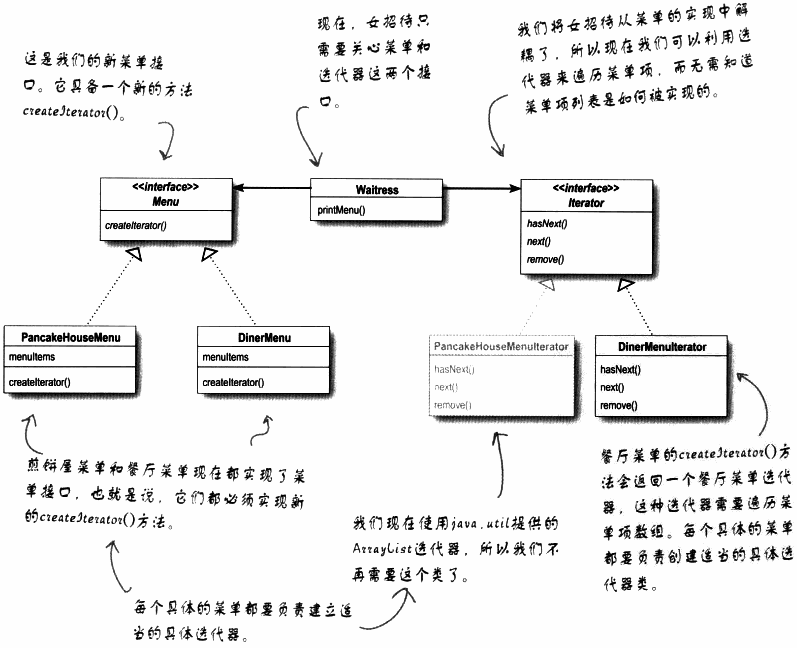 这是我们的新菜单接
口。它具备一个新的方法
createIterator()。
现在，女招待只
需要关心菜单和
迭代器这两个接
口。
我们将女招待从菜单的实现中解
耦了，所以现在我们可以利用迭
代器来遍历菜单项，而无需知道
菜单项列表是如何被实现的。
<<interface>>
Menu
createIterator()
Waitress
printMenu()
<<interface>>
Iterator
hasNext()
next()
remove()
PancakeHouseMenu
menuItems
createIterator()
DinerMenu
menuItems
createIterator()
PancakeHouseMenuIterator
hasNext()
next()
remove()
DinerMenuIterator
hasNext()
next()
remove()
煎饼屋菜单和餐厅菜单现在都实现了菜
单接口，也就是说，它们都必须实现新
的createIterator()方法。
我们现在使用java.util提供的
ArrayList迭代器，所以我们不
再需要这个类了。
餐厅菜单的createIterator()方
法会返回一个餐厅菜单迭代
器，这种迭代器需要遍历菜
单项数组。每个具体的菜单
都要负责创建适当的具体迭
代器类。
每个具体的菜单都要负责建立适
当的具体迭代器。